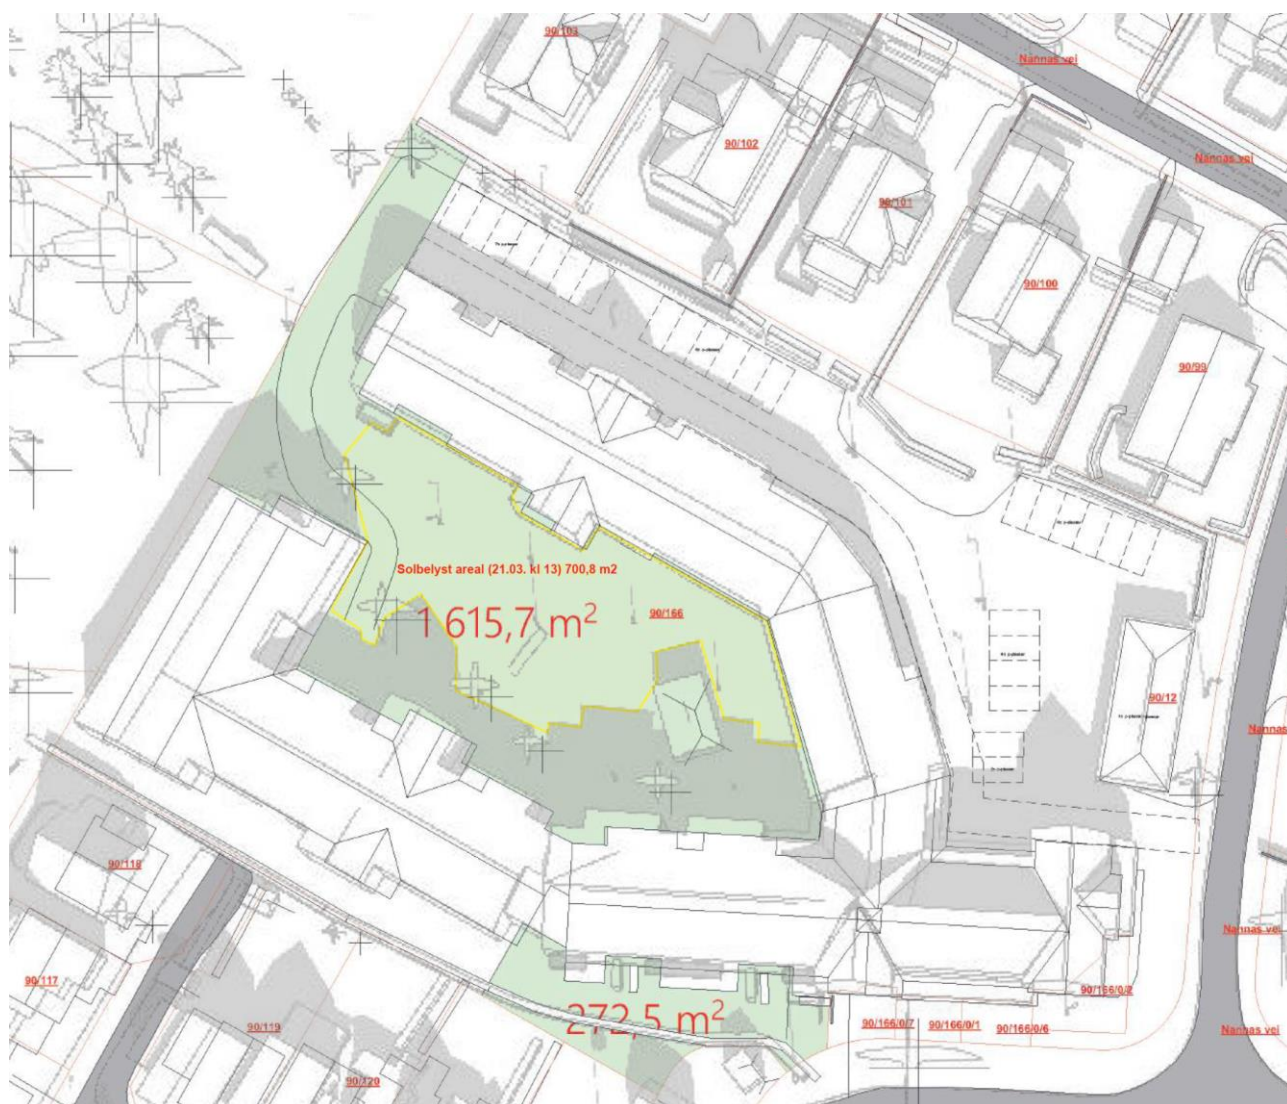 90/103
Nannas vei
90/102
Nannas vei
90/101
90/100
90/99
Solbelyst areal (21.03. kl 13) 700,8 m2
1 615,7 m²
90/166
90/12
Nannas
90/118
Nannas vei
90/117
90/166/0/2
272,5 m²
90/166/0/7
90/166/0/1
90/166/0/6
90/119
Nannas vei
90/120